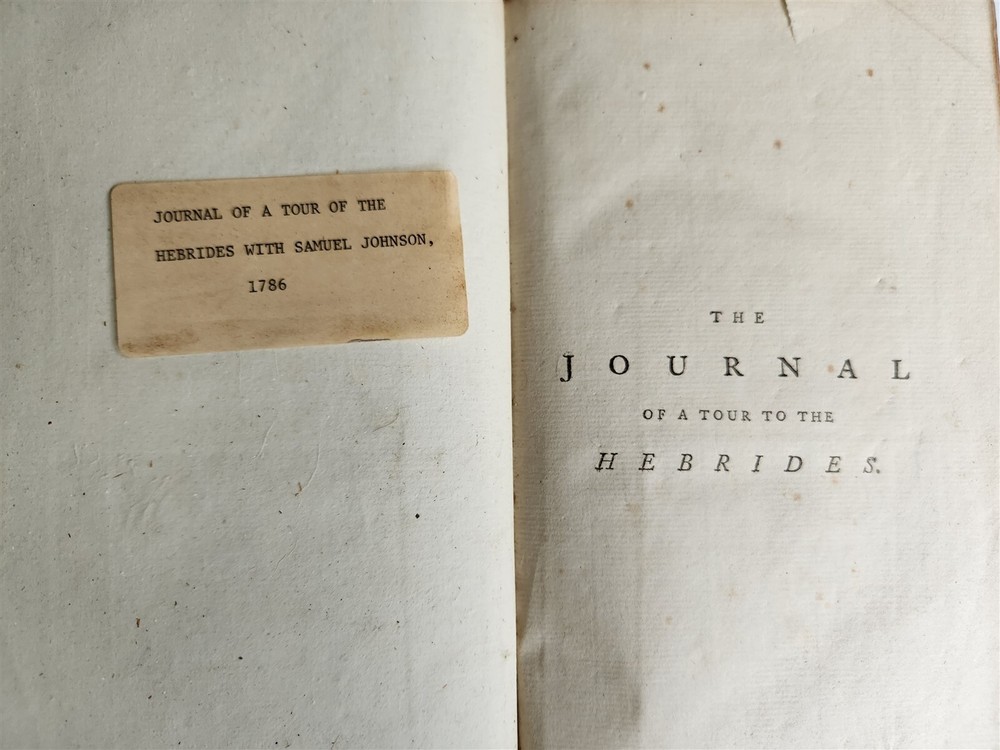 JOURNAL OF A TOUR OF THE
HEBRIDES WITH SAMUEL JOHNSON,
1786
THE
JOURNAL
OF A TOUR TO THE
HEBRIDES.